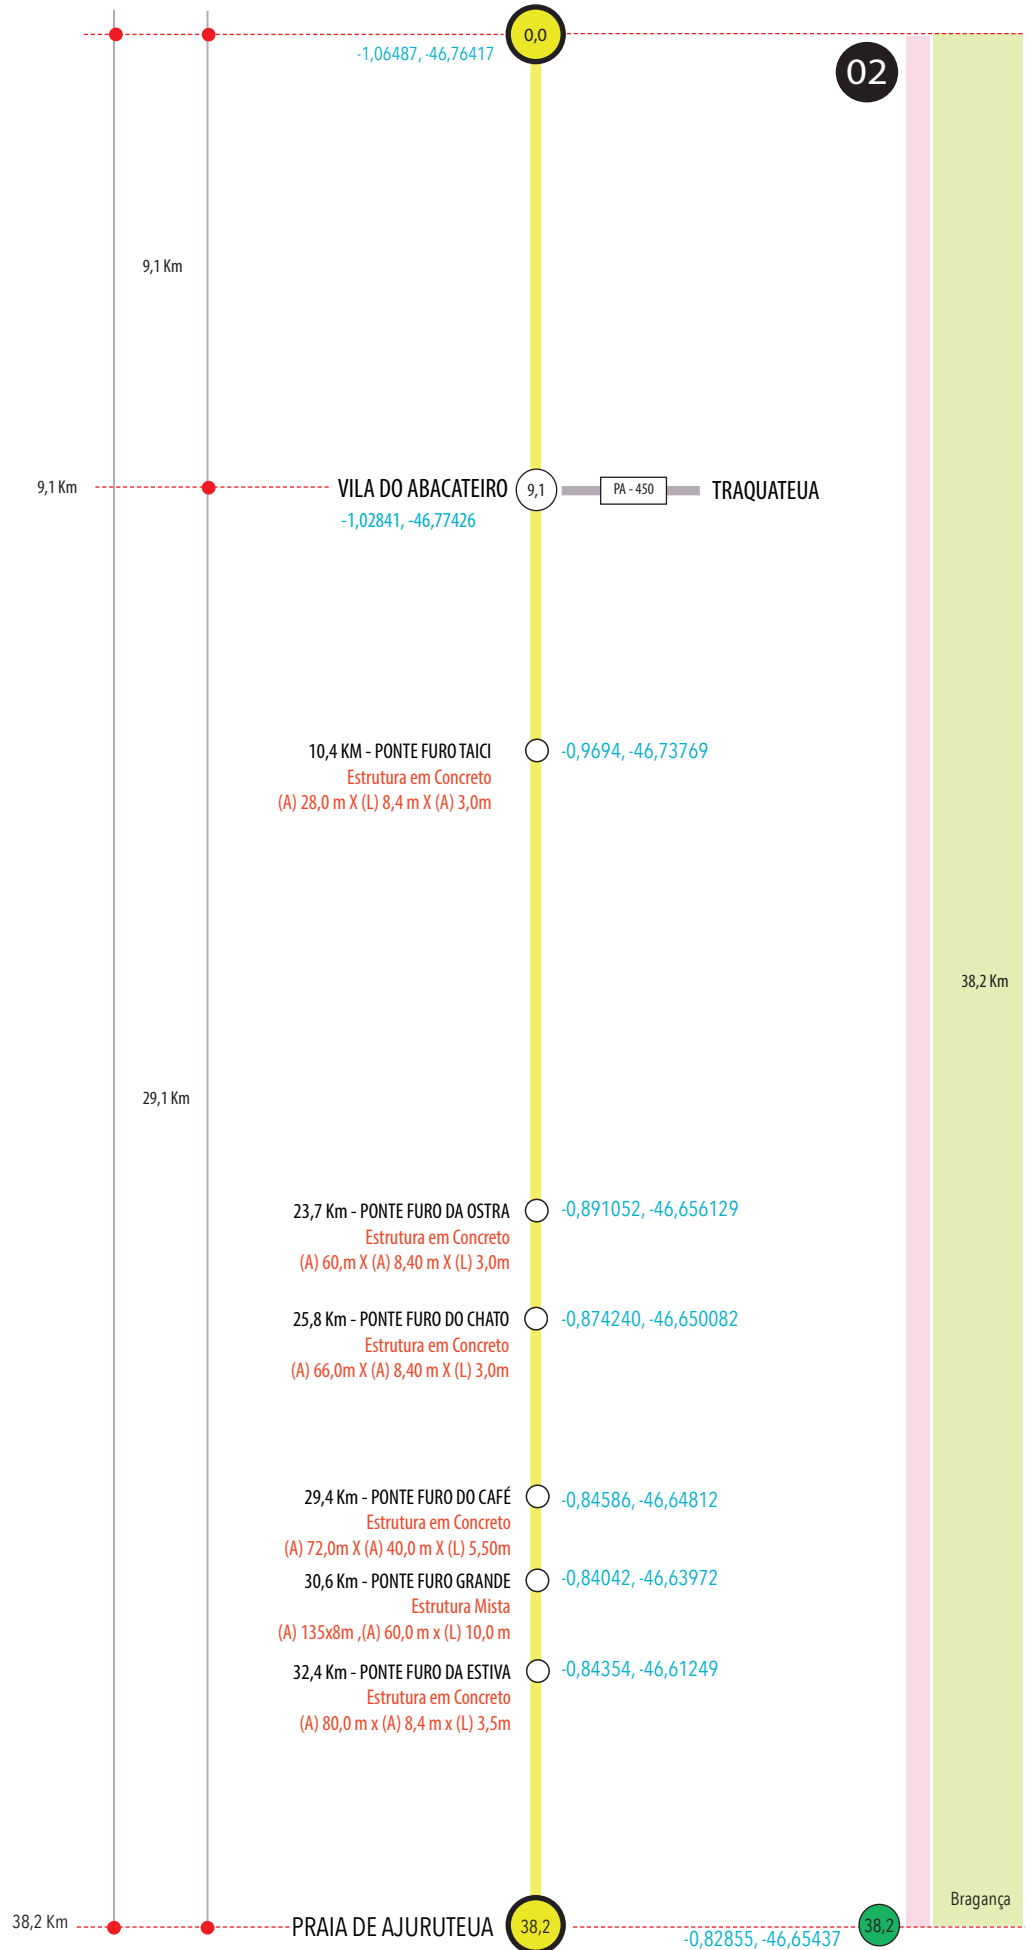 0,0
-1,06487, -46,76417
02
9,1 Km
9,1 Km
VILA DO ABACATEIRO
9,1
PA - 450
TRAQUATEUA
-1,02841, -46,77426
10,4 KM - PONTE FURO TAICI
-0,9694, -46,73769
Estrutura em Concreto
(A) 28,0 m X (L) 8,4 m X (A) 3,0m
38,2 Km
29,1 Km
23,7 Km - PONTE FURO DA OSTRA
-0,891052, -46,656129
Estrutura em Concreto
(A) 60,m X (A) 8,40 m X (L) 3,0m
25,8 Km - PONTE FURO DO CHATO
-0,874240, -46,650082
Estrutura em Concreto
(A) 66,0m X (A) 8,40 m X (L) 3,0m
29,4 Km - PONTE FURO DO CAFÉ
-0,84586, -46,64812
Estrutura em Concreto
(A) 72,0m X (A) 40,0 m X (L) 5,50m
30,6 Km - PONTE FURO GRANDE
-0,84042, -46,63972
Estrutura Mista
(A) 135x8m ,(A) 60,0 m x (L) 10,0 m
32,4 Km - PONTE FURO DA ESTIVA
-0,84354, -46,61249
Estrutura em Concreto
(A) 80,0 m x (A) 8,4 m x (L) 3,5m
Bragança
38,2 Km
PRAIA DE AJURUTEUA
38,2
38,2
-0,82855, -46,65437